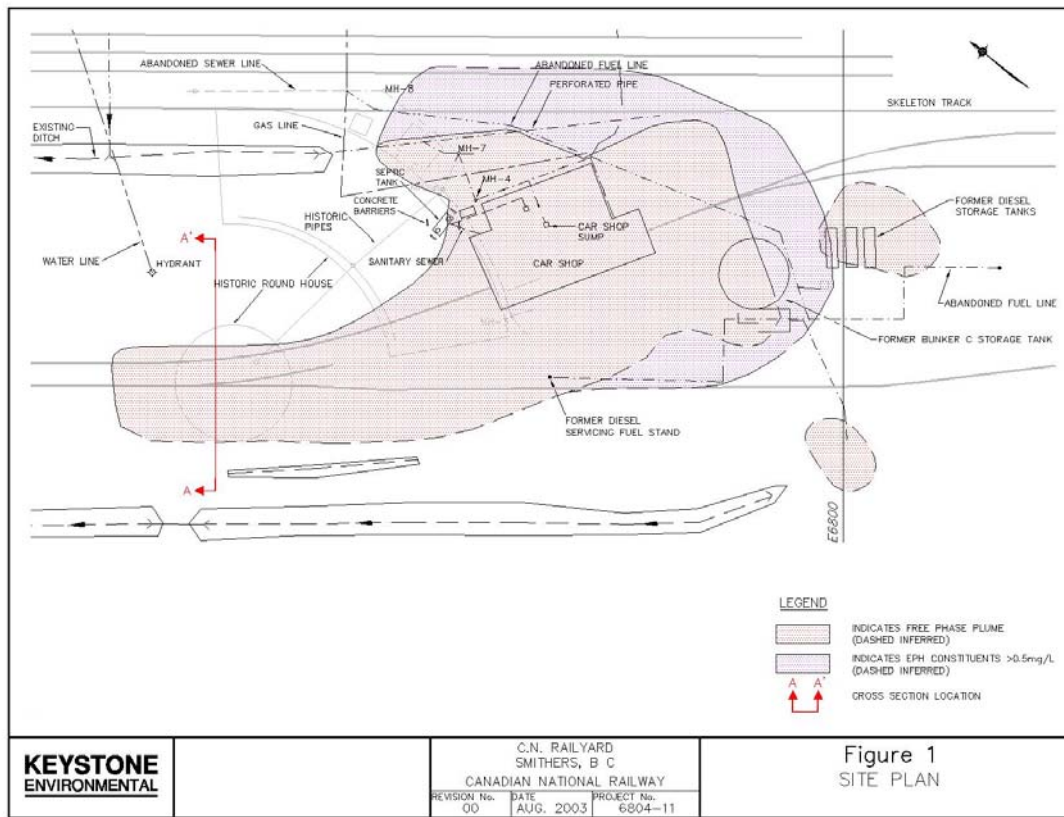 ABANDONED SEWER LINE
MH-8
ABANDONED FUEL LINE
PERFORATED PIPE
SKELETON TRACK
EXISTING
DITCH
GAS LINE
MH-7
SEPTIC
TANK
MH-4
CONCRETE
BARRIERS
HISTORIC
PIPES
FORMER DIESEL
STORAGE TANKS
A'
CAR SHOP
SUMP
WATER LINE
HYDRANT
SANITARY SEWER
CAR SHOP
HISTORIC ROUND HOUSE
ABANDONED FUEL LINE
FORMER BUNKER C STORAGE TANK
FORMER DIESEL
SERVICING FUEL STAND
A
E6800
LEGEND
INDICATES FREE PHASE PLUME
(DASHED INFERRED)
INDICATES EPH CONSTITUENTS >0.5mg/L
(DASHED INFERRED)
A A'
CROSS SECTION LOCATION
KEYSTONE
ENVIRONMENTAL
C.N. RAILYARD
SMITHERS, B C
CANADIAN NATIONAL RAILWAY
REVISION No. DATE PROJECT No.
00 AUG. 2003 6804-11
Figure 1
SITE PLAN